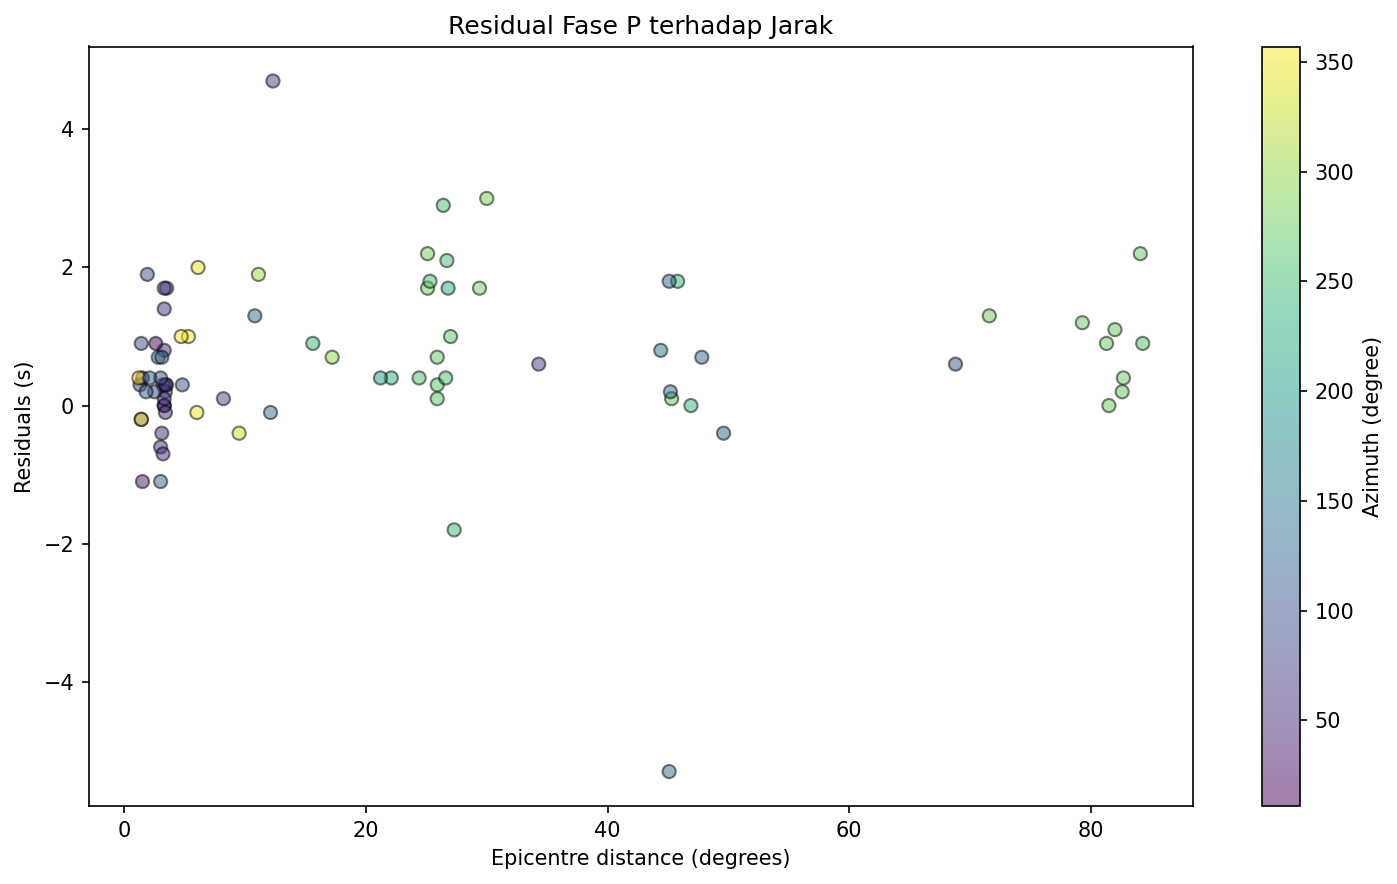 Residual Fase P terhadap Jarak
Residuals (s)
4
2
0
−2
−4
0 20 40 60 80
Epicentre distance (degrees)
350
300
250
200
150
100
50
Azimuth (degree)